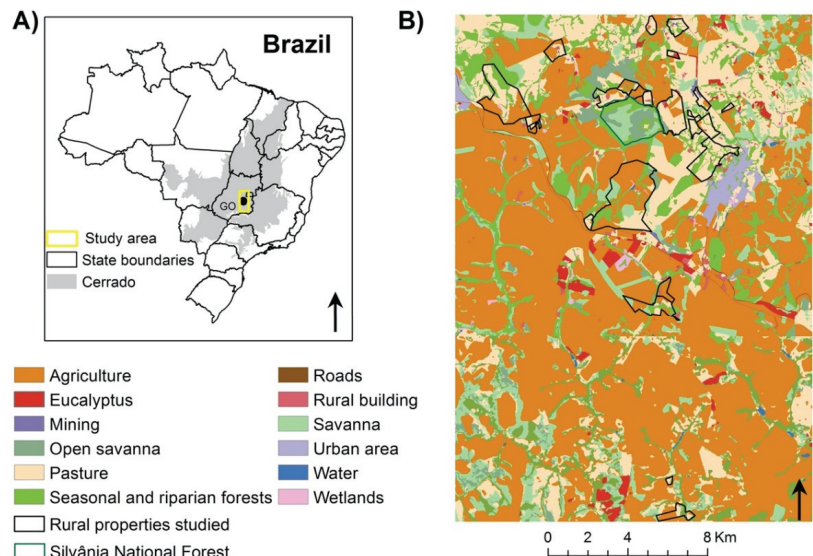 A)
Brazil
GO
Study area
State boundaries
Cerrado
B)
Agriculture
Eucalyptus
Mining
Open savanna
Pasture
Seasonal and riparian forests
Rural properties studied
Silvânia National Forest
Roads
Rural building
Savanna
Urban area
Water
Wetlands
0 2 4 8 Km